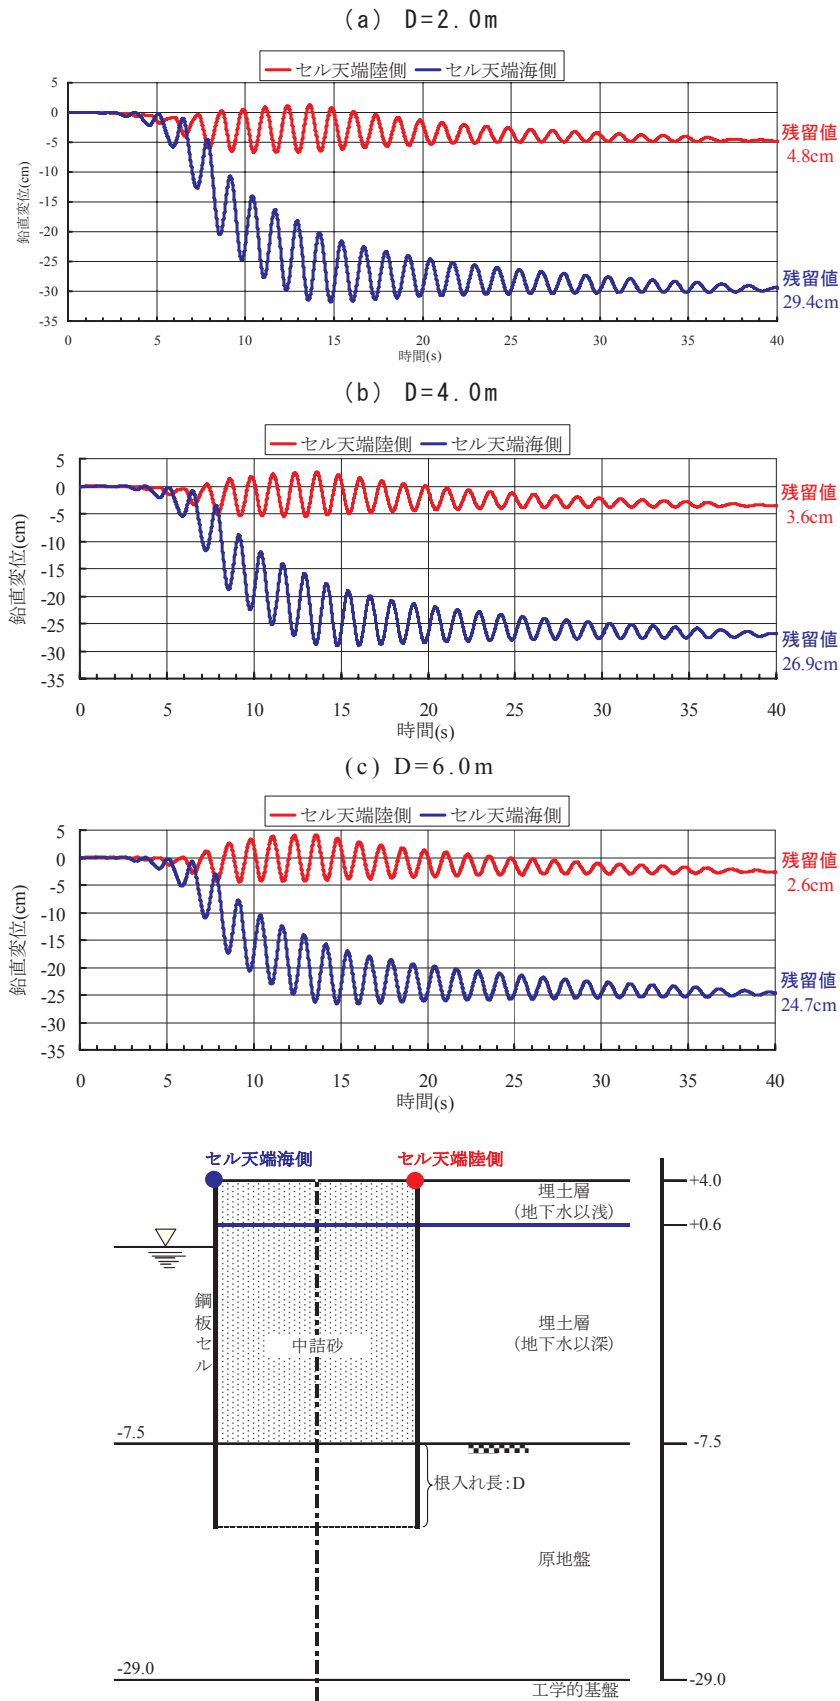 (a) D=2.0m
セル天端陸側 セル天端海側
鉛直変位(cm)
5
0
-5
-10
-15
-20
-25
-30
-35
0 5 10 15 20 25 30 35 40
時間(s)
残留値
4.8cm
残留値
29.4cm
(b) D=4.0m
セル天端陸側 セル天端海側
鉛直変位(cm)
5
0
-5
-10
-15
-20
-25
-30
-35
0 5 10 15 20 25 30 35 40
時間(s)
残留値
3.6cm
残留値
26.9cm
(c) D=6.0m
セル天端陸側 セル天端海側
鉛直変位(cm)
5
0
-5
-10
-15
-20
-25
-30
-35
0 5 10 15 20 25 30 35 40
時間(s)
残留値
2.6cm
残留値
24.7cm
セル天端海側 セル天端陸側
埋土層
(地下水以浅)
+4.0
+0.6
鋼板セル
中詰砂
埋土層
(地下水以深)
-7.5
-7.5
根入れ長:D
原地盤
-29.0
-29.0
工学的基盤